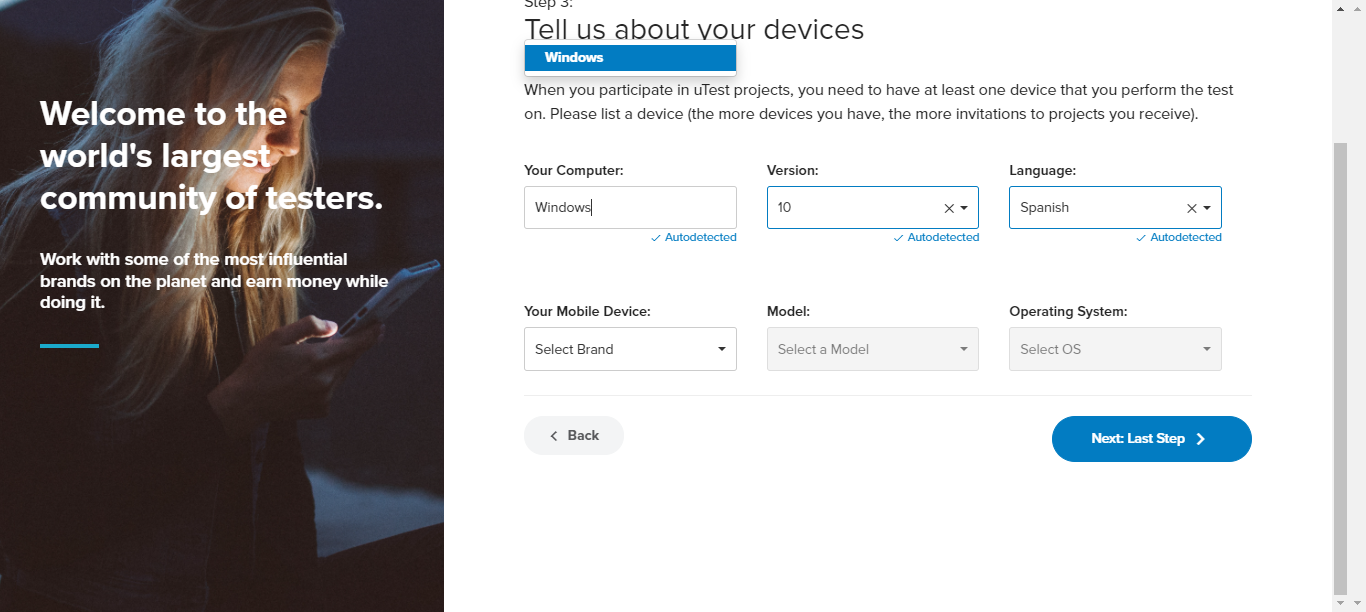 Welcome to the
world's largest
community of testers.
Work with some of the most influential
brands on the planet and earn money while
doing it.
Step 3:
Tell us about your devices
Windows
When you participate in uTest projects, you need to have at least one device that you perform the test
on. Please list a device (the more devices you have, the more invitations to projects you receive).
Your Computer:
Version:
Language:
Windows
10
Spanish
Autodetected
Autodetected
Autodetected
Your Mobile Device:
Model:
Operating System:
Select Brand
Select a Model
Select OS
Back
Next: Last Step